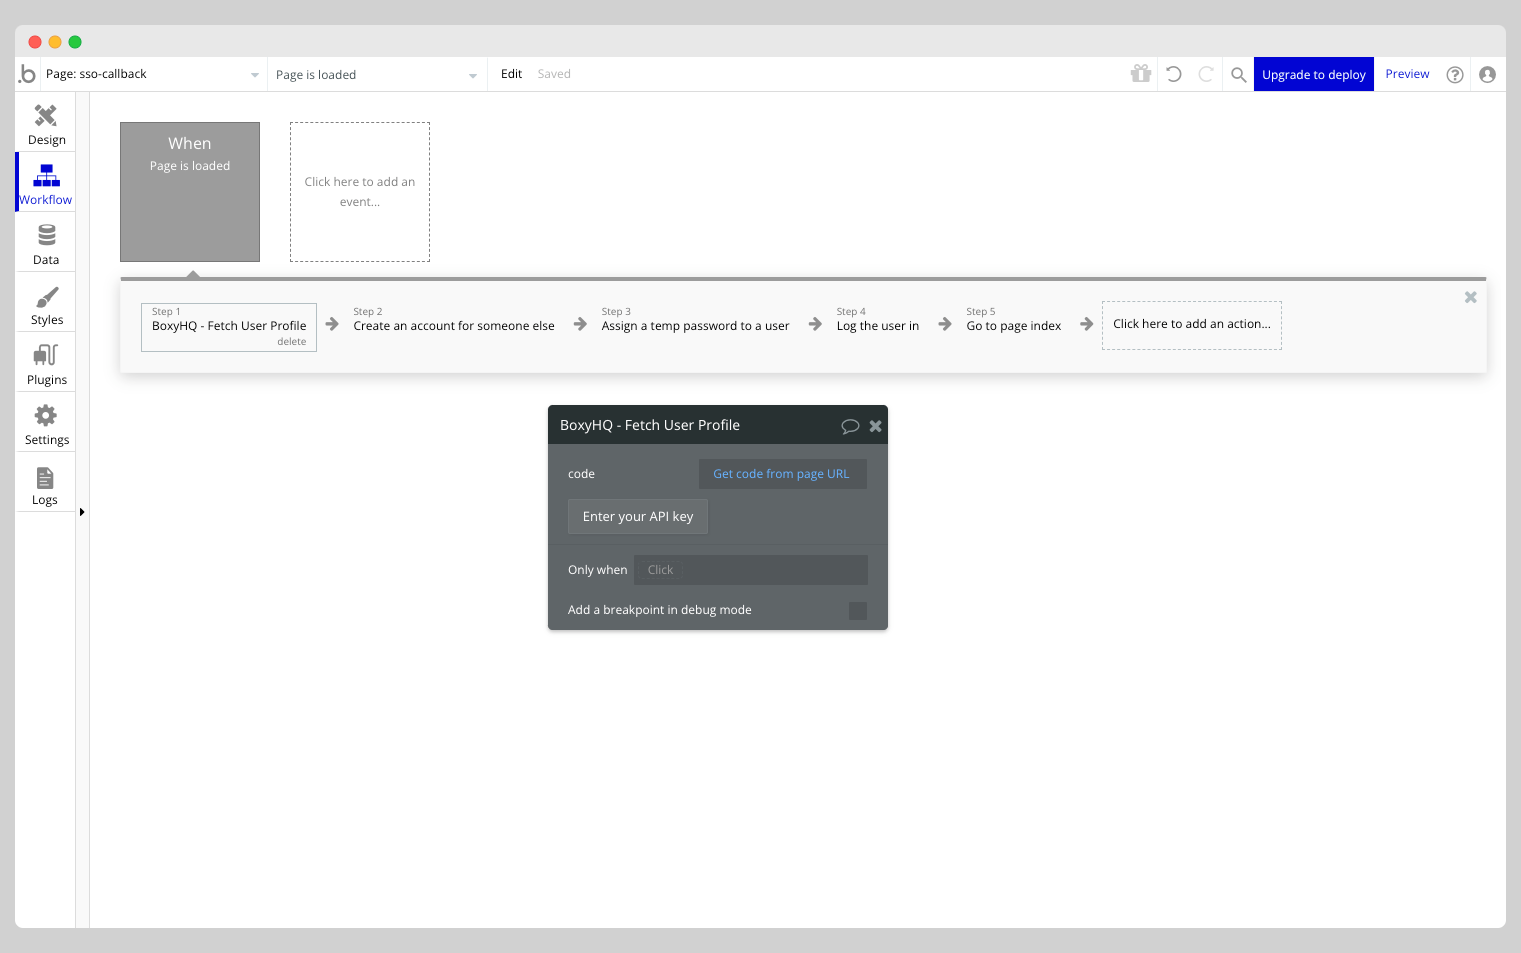 .b Page: sso-callback
Page is loaded
Edit
Saved
Upgrade to deploy
Preview
?
Design
Workflow
Data
Styles
Plugins
Settings
Logs
When
Page is loaded
Click here to add an
event...
Step 1
BoxyHQ - Fetch User Profile
delete
Step 2
Create an account for someone else
Step 3
Assign a temp password to a user
Step 4
Log the user in
Step 5
Go to page index
Click here to add an action...
BoxyHQ - Fetch User Profile
code
Get code from page URL
Enter your API key
Only when
Click
Add a breakpoint in debug mode